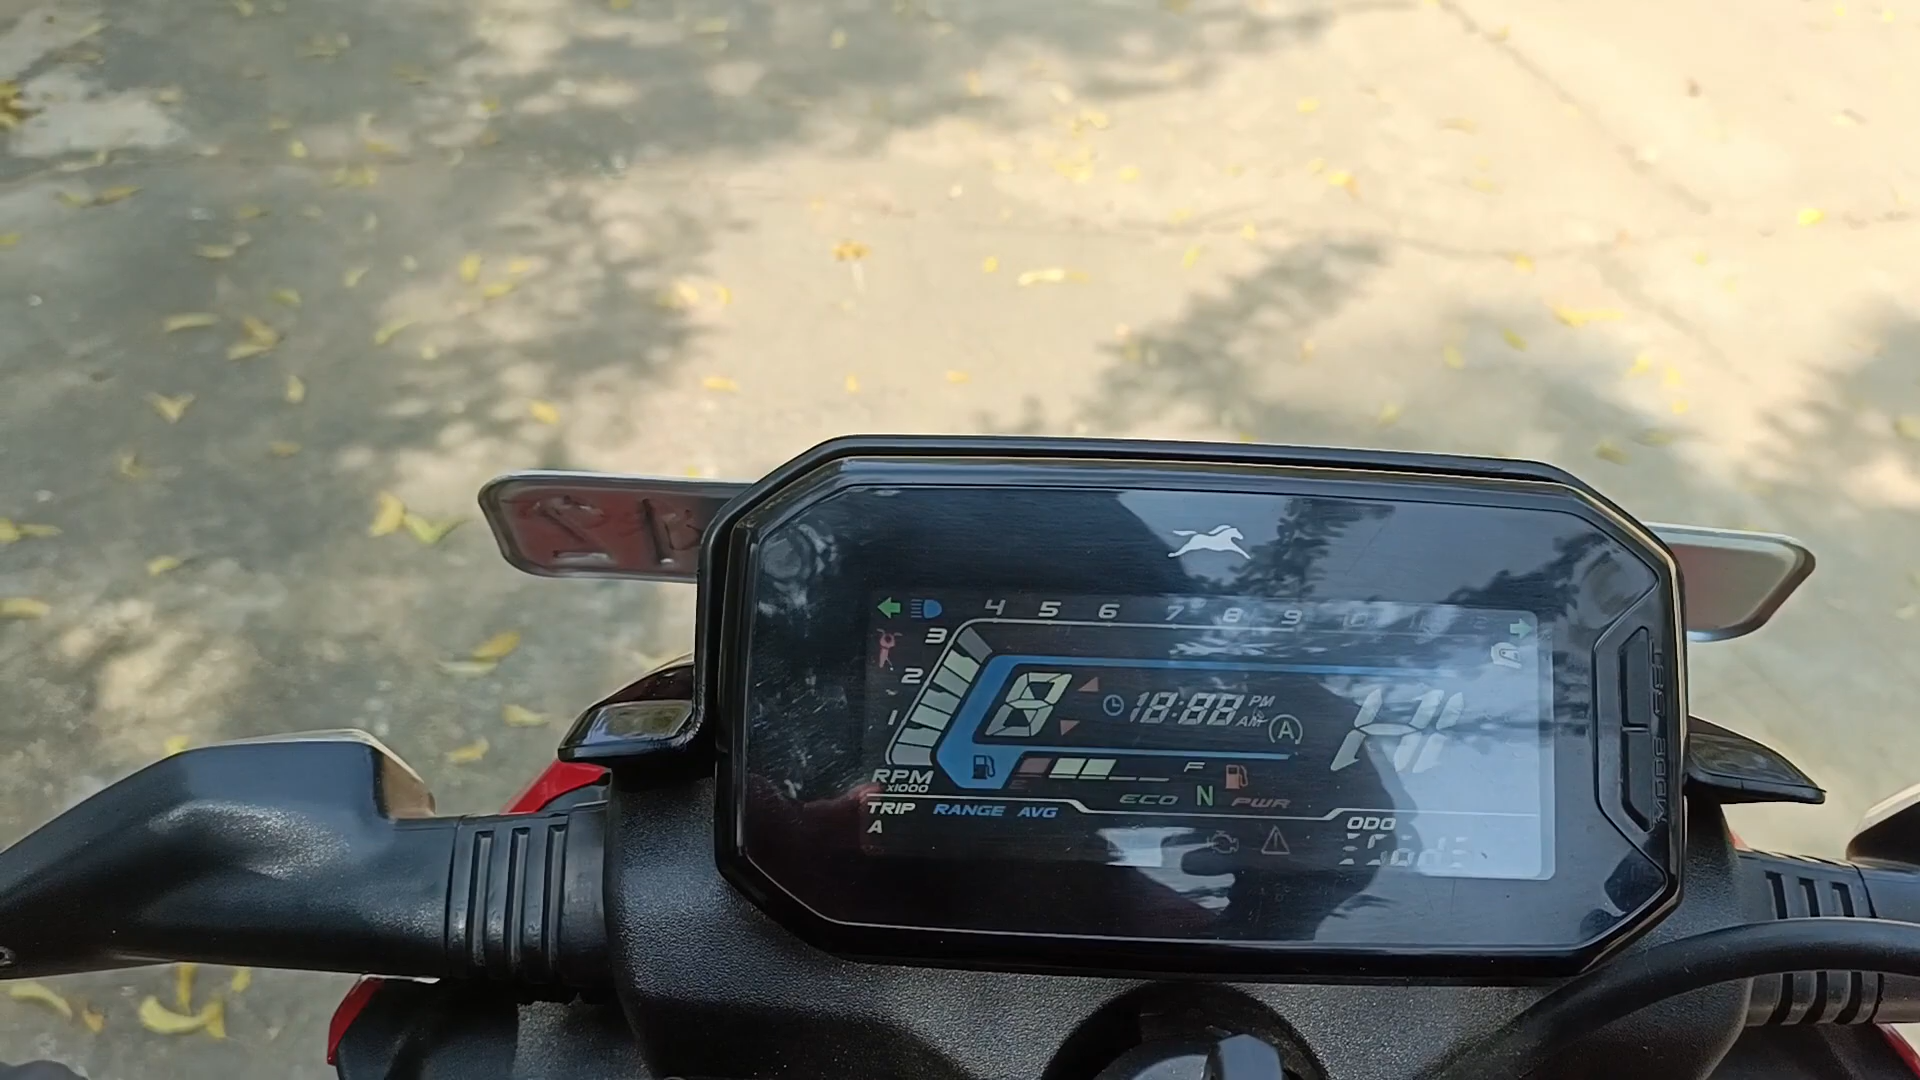 4 5 6 7 8 9 10
3
2
1
8
18:88 PM
AM
A
HI
F
RPM
x1000
ECO N PWR
TRIP RANGE AVG
ODO
A
MODE